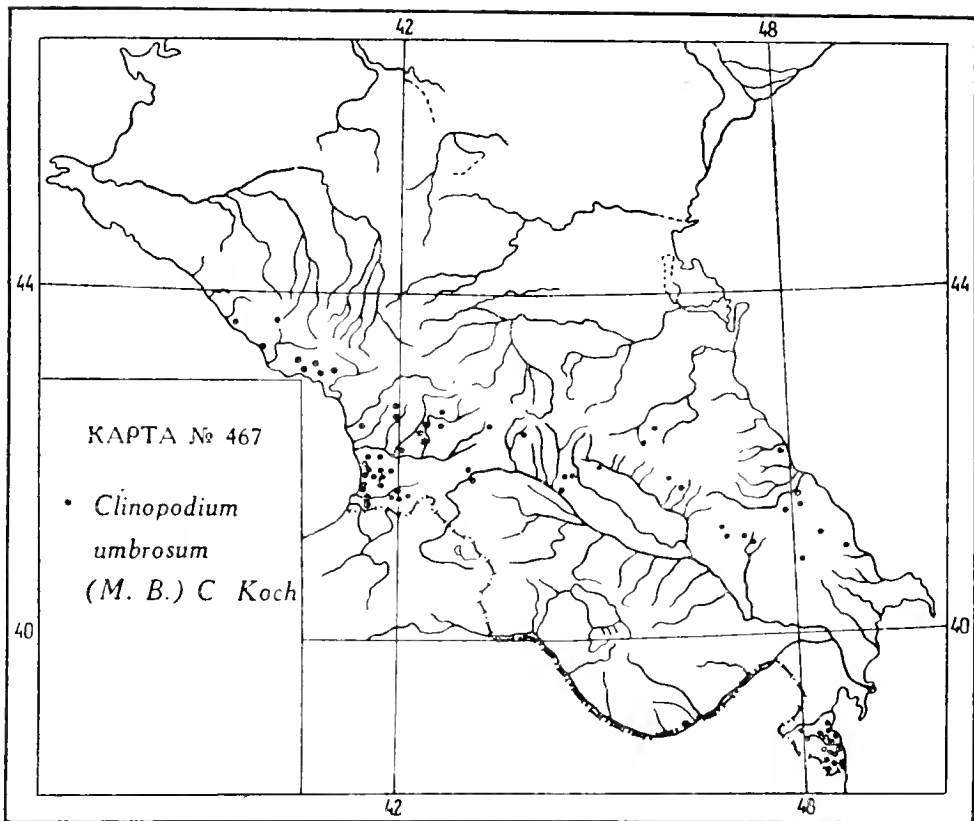 42 48
44 44
КАРТА № 467
• Clinopodium
umbrosum
(M. B.) C Koch
40 40
42 48